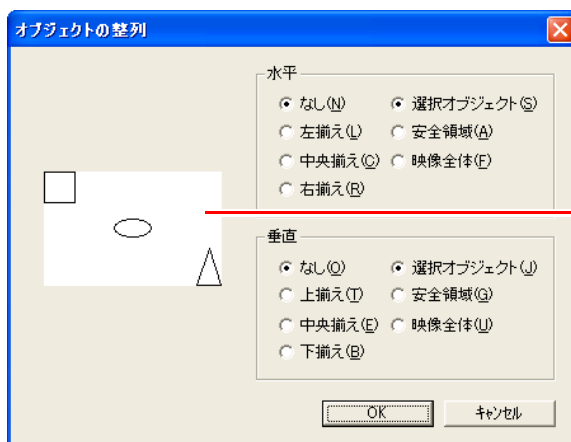 オブジェクトの整列
水平
なし(N) 選択オブジェクト(S)
左揃え(L) 安全領域(A)
中央揃え(C) 映像全体(F)
右揃え(R)
垂直
なし(O) 選択オブジェクト(J)
上揃え(T) 安全領域(G)
中央揃え(E) 映像全体(U)
下揃え(B)
OK キャンセル